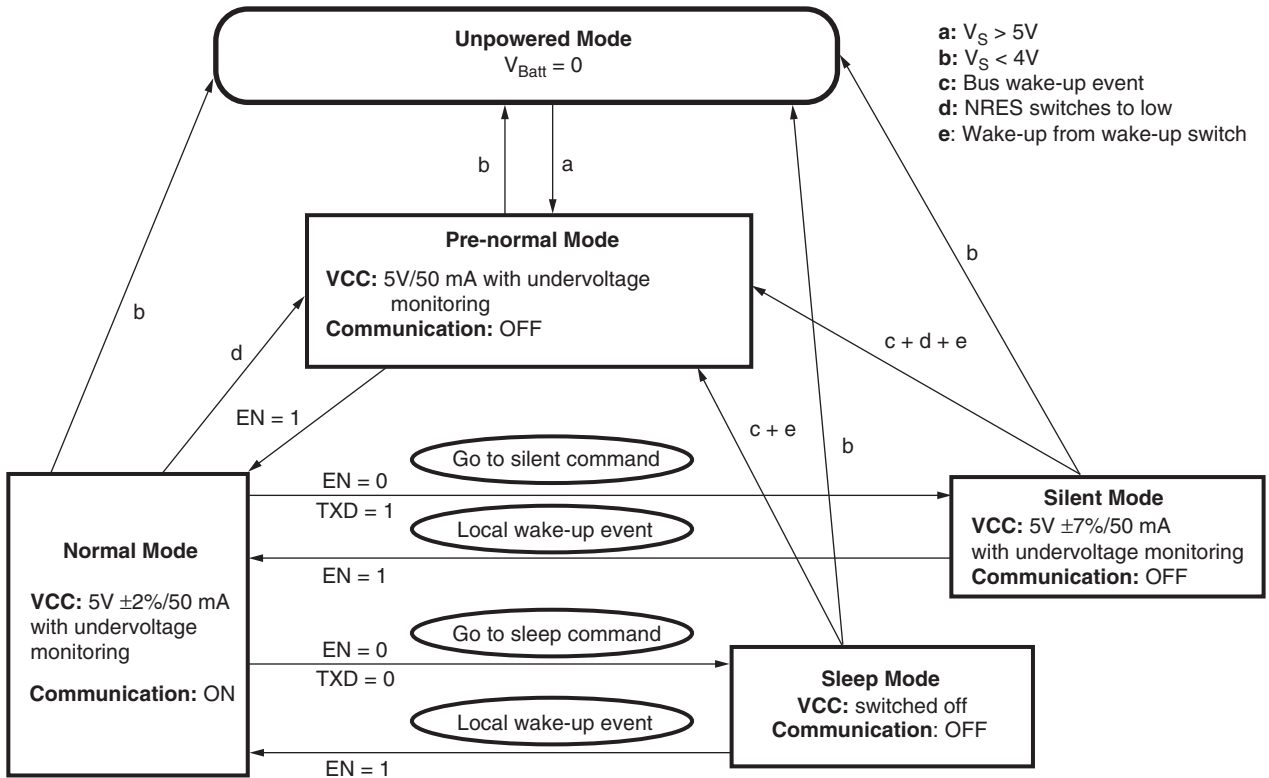 Unpowered Mode
V_Batt = 0
a: V_S > 5V
b: V_S < 4V
c: Bus wake-up event
d: NRES switches to low
e: Wake-up from wake-up switch
b
a
b
Pre-normal Mode
VCC: 5V/50 mA with undervoltage
monitoring
Communication: OFF
b
d
c + d + e
EN = 1
c + e
b
Go to silent command
EN = 0
TXD = 1
Local wake-up event
EN = 1
Silent Mode
VCC: 5V ±7%/50 mA
with undervoltage monitoring
Communication: OFF
Normal Mode
VCC: 5V ±2%/50 mA
with undervoltage
monitoring
Communication: ON
Go to sleep command
EN = 0
TXD = 0
Local wake-up event
EN = 1
Sleep Mode
VCC: switched off
Communication: OFF